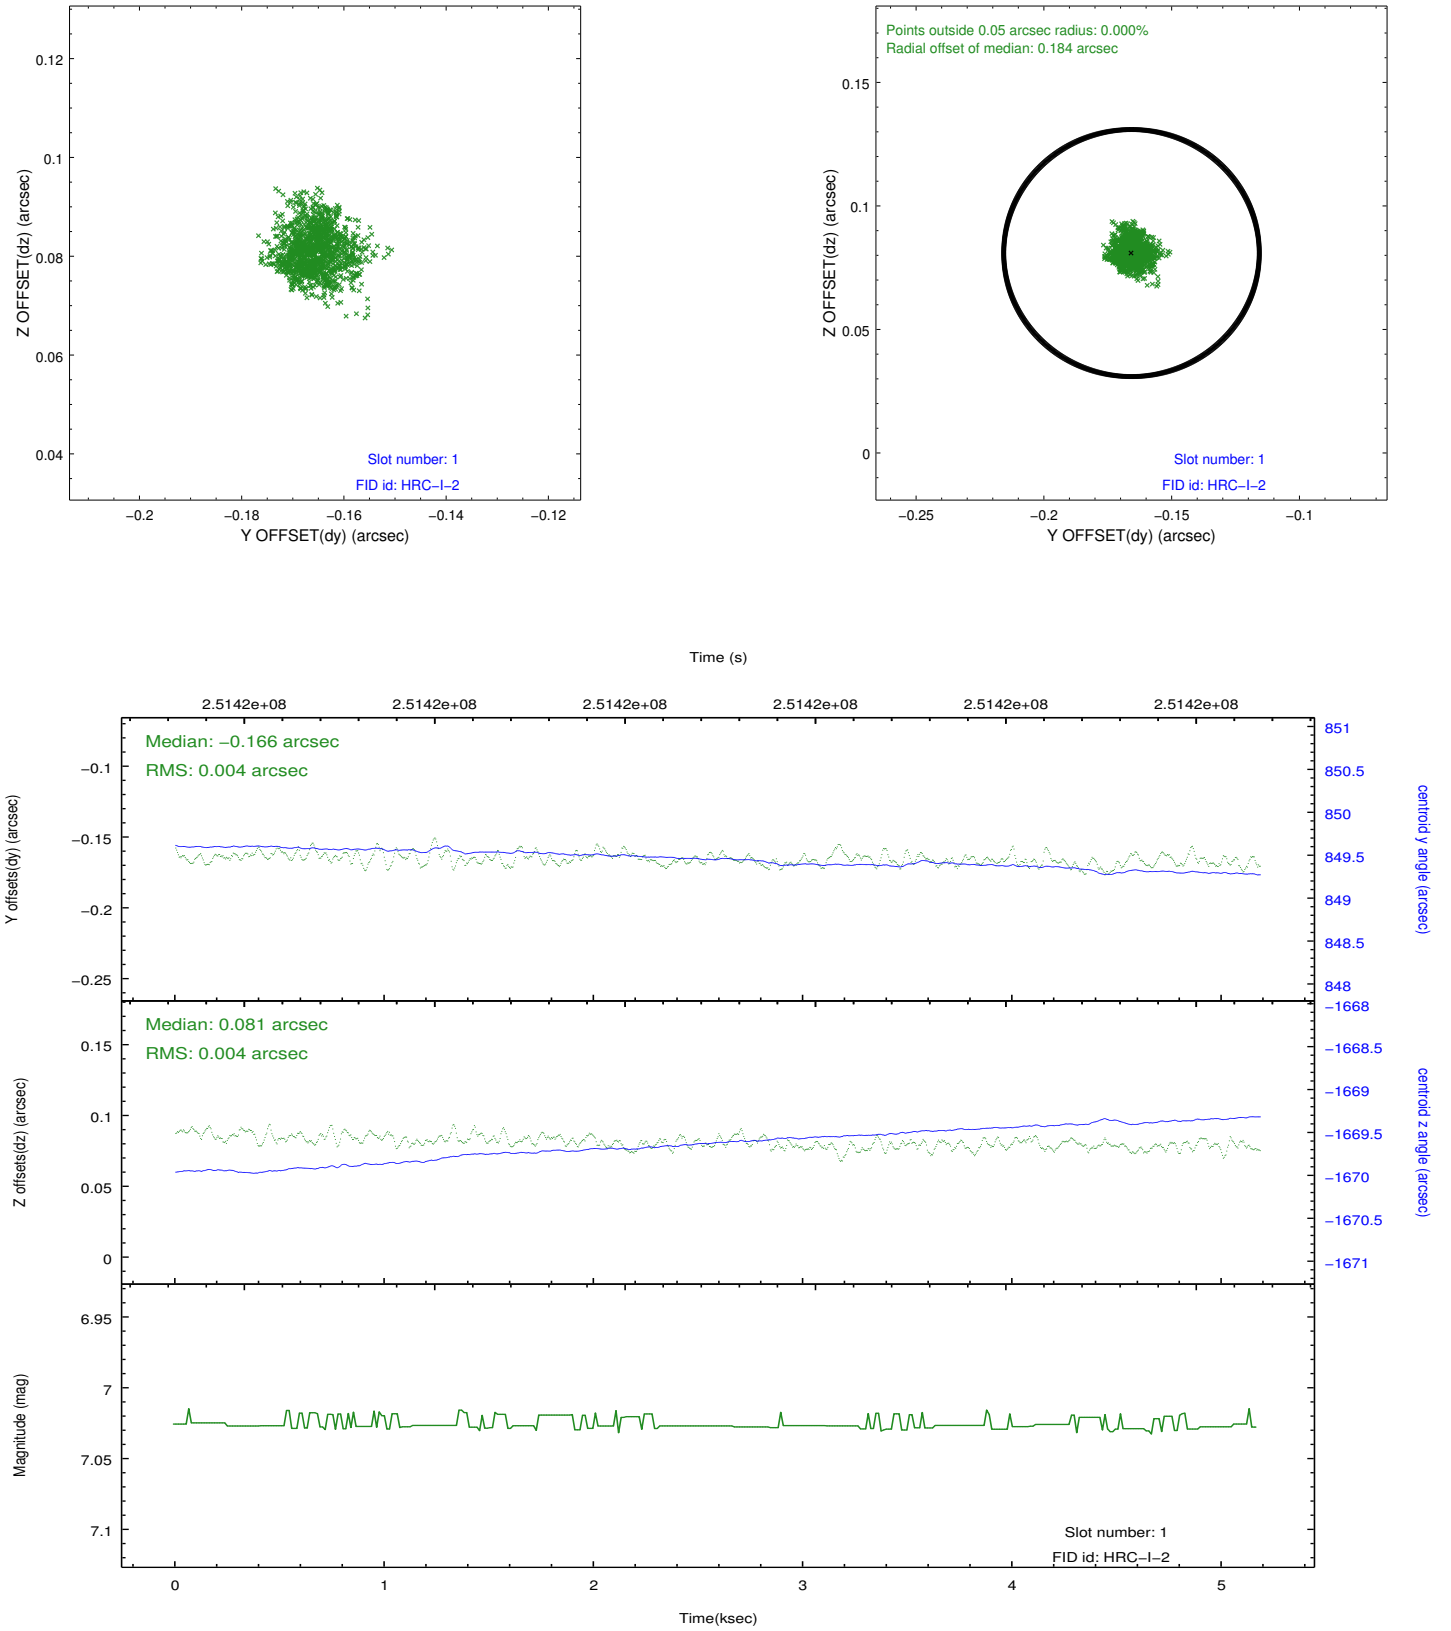 0.12
0.1
0.08
0.06
0.04
Z OFFSET(dz) (arcsec)
Slot number: 1
FID id: HRC−I−2
−0.2
−0.18
−0.16
−0.14
−0.12
Y OFFSET(dy) (arcsec)
Points outside 0.05 arcsec radius: 0.000%
Radial offset of median: 0.184 arcsec
0.15
0.1
0.05
0
Z OFFSET(dz) (arcsec)
Slot number: 1
FID id: HRC−I−2
−0.25
−0.2
−0.15
−0.1
Y OFFSET(dy) (arcsec)
Time (s)
2.5142e+08
2.5142e+08
2.5142e+08
2.5142e+08
2.5142e+08
2.5142e+08
Median: −0.166 arcsec
RMS: 0.004 arcsec
−0.1
−0.15
−0.2
−0.25
Y offsets(dy) (arcsec)
851
850.5
850
849.5
849
848.5
848
centroid y angle (arcsec)
Median: 0.081 arcsec
RMS: 0.004 arcsec
0.15
0.1
0.05
0
Z offsets(dz) (arcsec)
−1668
−1668.5
−1669
−1669.5
−1670
−1670.5
−1671
centroid z angle (arcsec)
6.95
7
7.05
7.1
Magnitude (mag)
Slot number: 1
FID id: HRC−I−2
0
1
2
3
4
5
Time(ksec)